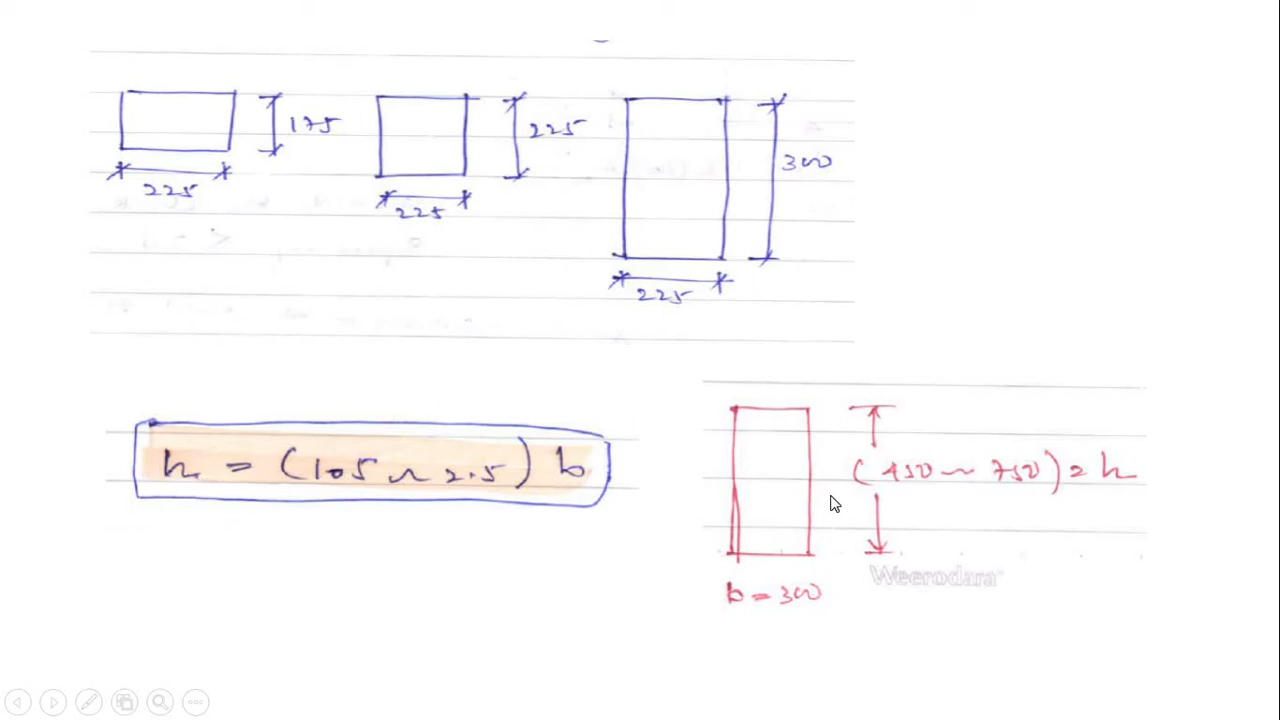 175
225
225
225
300
225
h = (1.5 ~ 2.5) b
(450 ~ 750) = h
Weerodara
b = 300